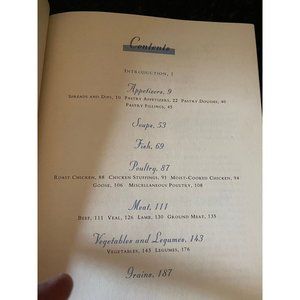 Contents
INTRODUCTION, 1
Appetizers, 9
SPREADS AND DIPS, 10 PASTRY APPETIZERS, 22 PASTRY DOUGHS, 40
PASTRY FILLINGS, 45
Soups, 53
Fish, 69
Poultry, 87
ROAST CHICKEN, 88 CHICKEN STUFFINGS, 91 MOIST-COOKED CHICKEN, 94
GOOSE, 106 MISCELLANEOUS POULTRY, 108
Meat, 111
BEEF, 111 VEAL, 126 LAMB, 130 GROUND MEAT, 135
Vegetables and Legumes, 143
VEGETABLES, 145 LEGUMES, 176
Grains, 187